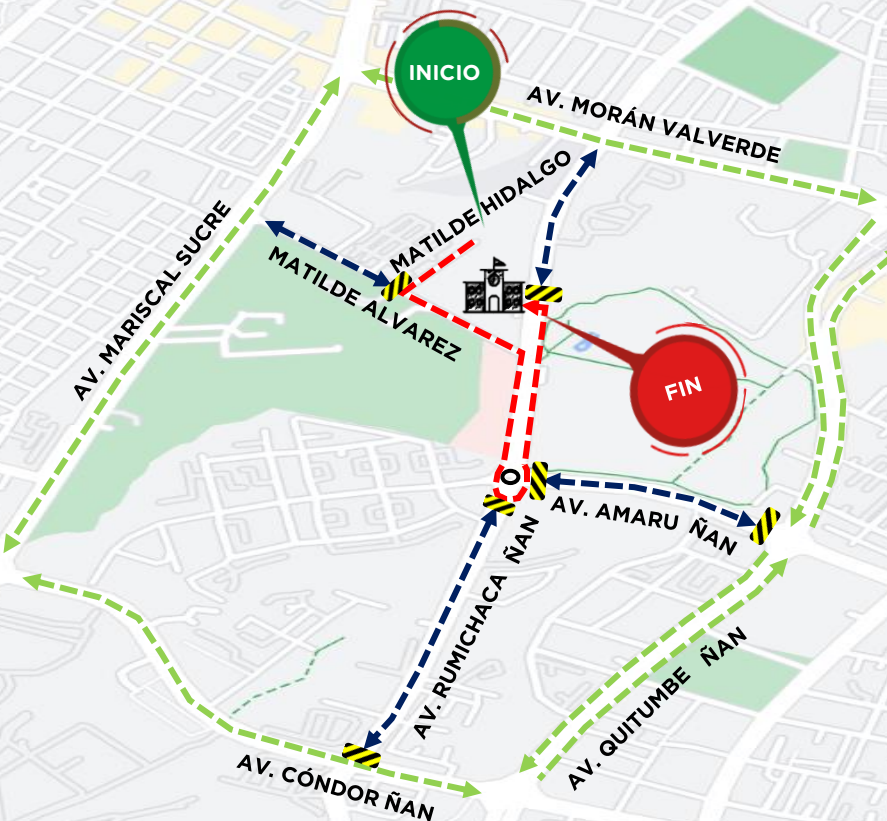 INICIO
AV. MORÁN VALVERDE
MATILDE HIDALGO
AV. MARISCAL SUCRE
MATILDE ALVAREZ
FIN
O
AV. AMARU ÑAN
AV. RUMICHACA ÑAN
AV. QUITUMBE ÑAN
AV. CÓNDOR ÑAN